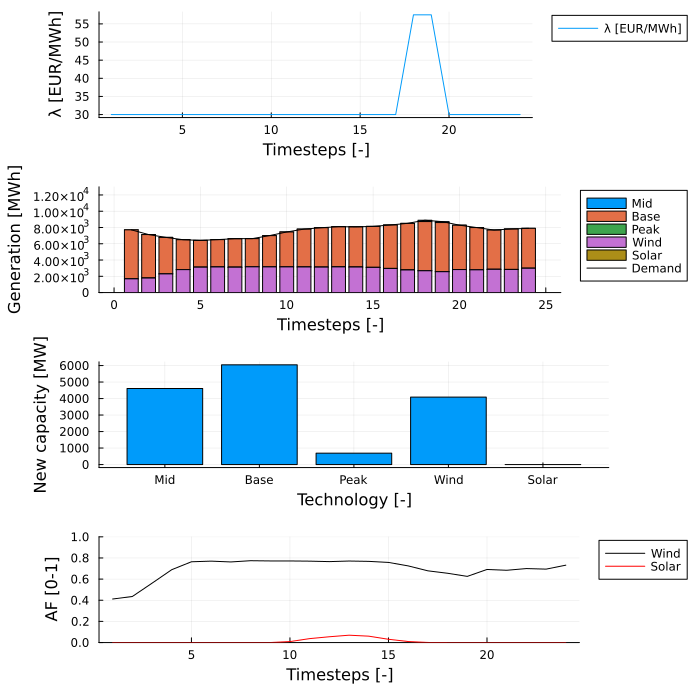 λ [EUR/MWh]
55
50
45
40
35
30
5
10
15
20
Timesteps [-]
λ [EUR/MWh]
Generation [MWh]
1.20×10⁴
1.00×10⁴
8.00×10³
6.00×10³
4.00×10³
2.00×10³
0
0
5
10
15
20
25
Timesteps [-]
Mid
Base
Peak
Wind
Solar
Demand
New capacity [MW]
6000
5000
4000
3000
2000
1000
0
Mid
Base
Peak
Wind
Solar
Technology [-]
AF [0-1]
1.0
0.8
0.6
0.4
0.2
0.0
5
10
15
20
Timesteps [-]
Wind
Solar